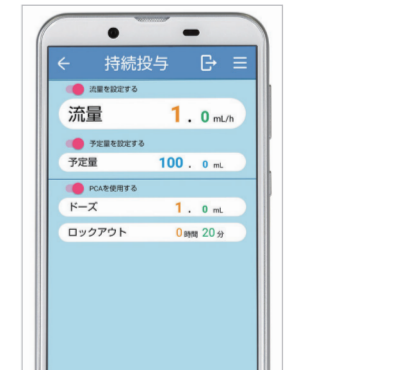 持続投与
流量を設定する
流量 1.0 mL/h
予定量を設定する
予定量 100.0 mL
PCAを使用する
ドーズ 1.0 mL
ロックアウト 0時間20分